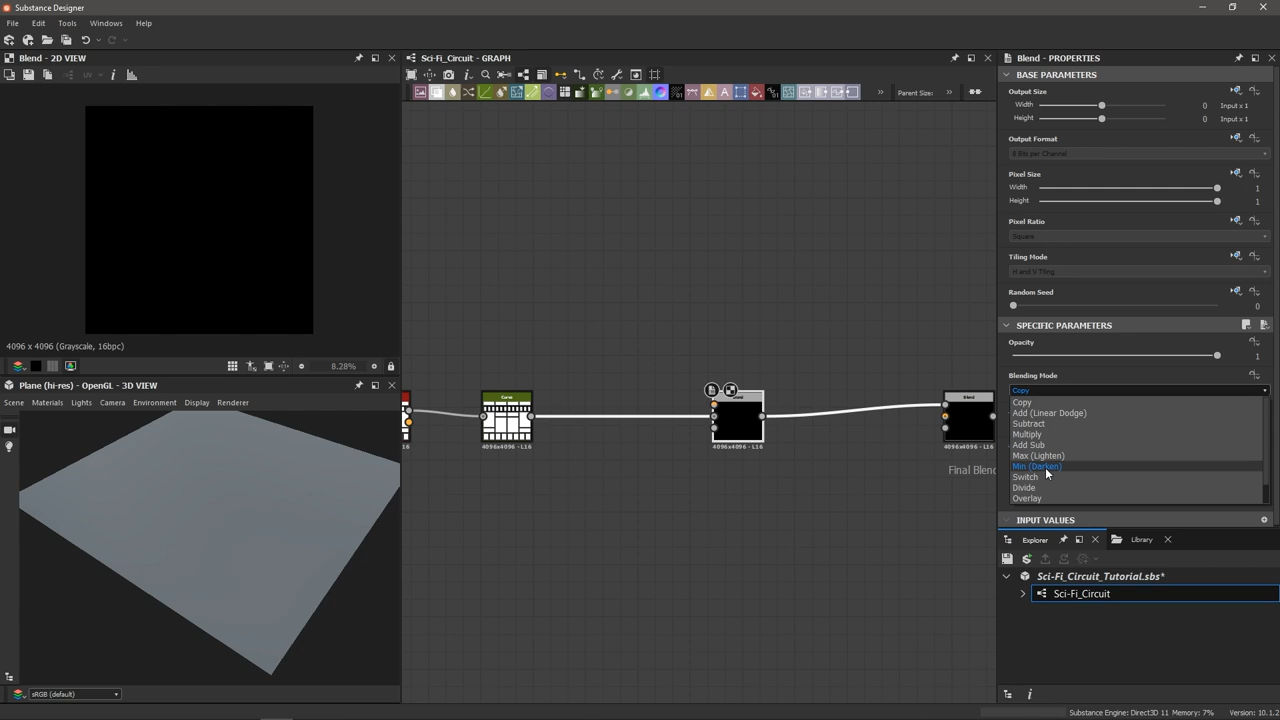 Substance Designer
File Edit Tools Windows Help
Blend - 2D VIEW
UV
4096 x 4096 (Grayscale, 16bpc)
8.28%
Plane (hi-res) - OpenGL - 3D VIEW
Scene Materials Lights Camera Environment Display Renderer
sRGB (default)
Sci-Fi_Circuit - GRAPH
Parent Size:
Curve
4096x4096 - L16
4096x4096 - L16
Blend
4096x4096 - L16
Final Blend
Blend - PROPERTIES
BASE PARAMETERS
Output Size
Width 0 Input x 1
Height 0 Input x 1
Output Format
8 Bits per Channel
Pixel Size
Width 1
Height 1
Pixel Ratio
Square
Tiling Mode
H and V Tiling
Random Seed
0
SPECIFIC PARAMETERS
Opacity
1
Blending Mode
Copy
Copy
Add (Linear Dodge)
Subtract
Multiply
Add Sub
Max (Lighten)
Min (Darken)
Switch
Divide
Overlay
INPUT VALUES
Explorer Library
Sci-Fi_Circuit_Tutorial.sbs*
Sci-Fi_Circuit
Substance Engine: Direct3D 11 Memory: 7% Version: 10.1.2